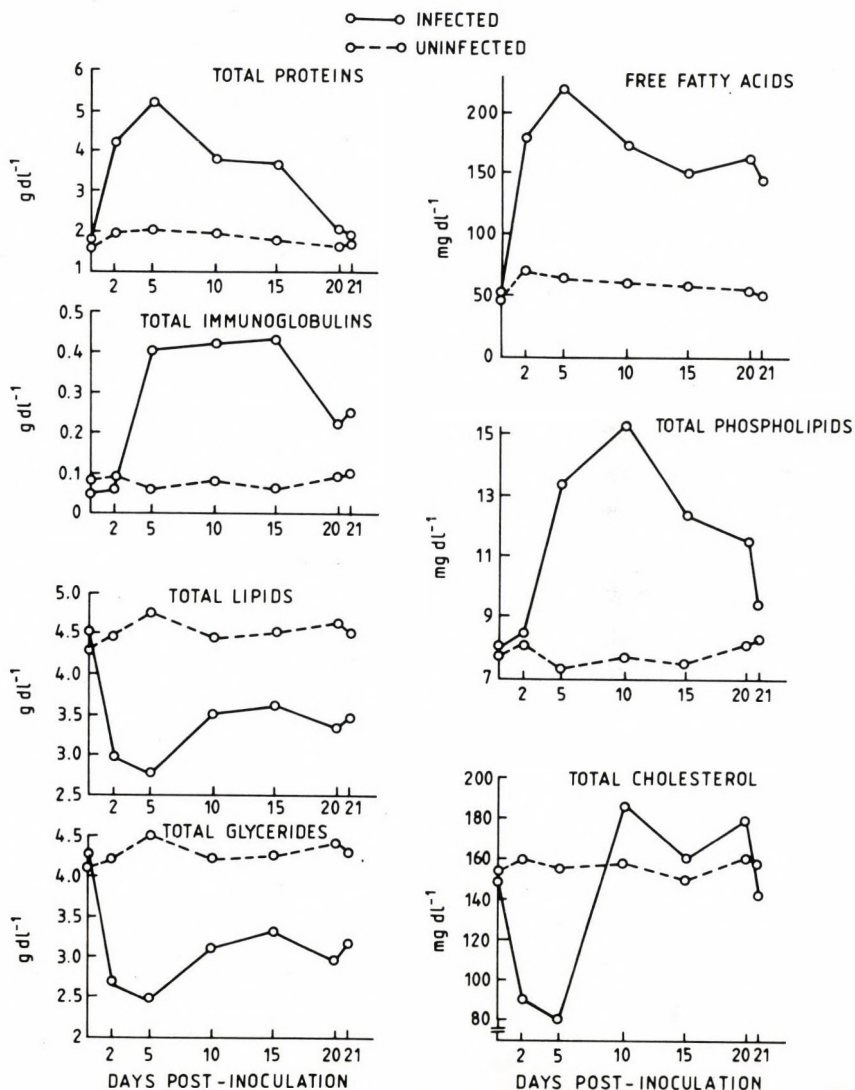 INFECTED
UNINFECTED
TOTAL PROTEINS
g dl⁻¹
6
5
4
3
2
1
2 5 10 15 20 21
TOTAL IMMUNOGLOBULINS
g dl⁻¹
0.5
0.4
0.3
0.2
0.1
0
2 5 10 15 20 21
TOTAL LIPIDS
g dl⁻¹
5.0
4.5
4.0
3.5
3.0
2.5
2 5 10 15 20 21
TOTAL GLYCERIDES
g dl⁻¹
4.5
4.0
3.5
3.0
2.5
2
2 5 10 15 20 21
DAYS POST-INOCULATION
FREE FATTY ACIDS
mg dl⁻¹
200
150
100
50
0
2 5 10 15 20 21
TOTAL PHOSPHOLIPIDS
mg dl⁻¹
15
13
11
9
8
7
2 5 10 15 20 21
TOTAL CHOLESTEROL
mg dl⁻¹
200
180
160
140
120
100
80
2 5 10 15 20 21
DAYS POST-INOCULATION